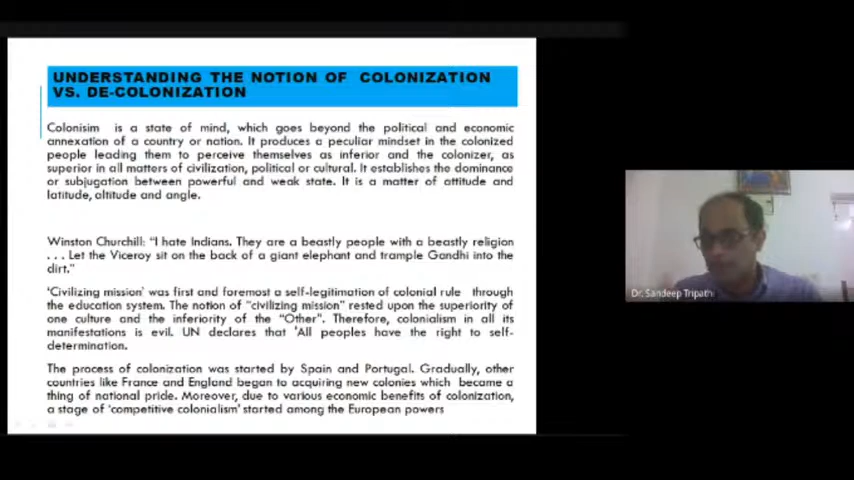 UNDERSTANDING THE NOTION OF COLONIZATION
VS. DE-COLONIZATION
Colonisim is a state of mind, which goes beyond the political and economic
annexation of a country or nation. It produces a peculiar mindset in the colonized
people leading them to perceive themselves as inferior and the colonizer, as
superior in all matters of civilization, political or cultural. It establishes the dominance
or subjugation between powerful and weak state. It is a matter of attitude and
latitude, altitude and angle.
Winston Churchill: "I hate Indians. They are a beastly people with a beastly religion
. . . Let the Viceroy sit on the back of a giant elephant and trample Gandhi into the
dirt."
'Civilizing mission' was first and foremost a self-legitimation of colonial rule through
the education system. The notion of "civilizing mission" rested upon the superiority of
one culture and the inferiority of the "Other". Therefore, colonialism in all its
manifestations is evil. UN declares that 'All peoples have the right to self-
determination.
The process of colonization was started by Spain and Portugal. Gradually, other
countries like France and England began to acquiring new colonies which became a
thing of national pride. Moreover, due to various economic benefits of colonization,
a stage of 'competitive colonialism' started among the European powers
Dr. Sandeep Tripathi